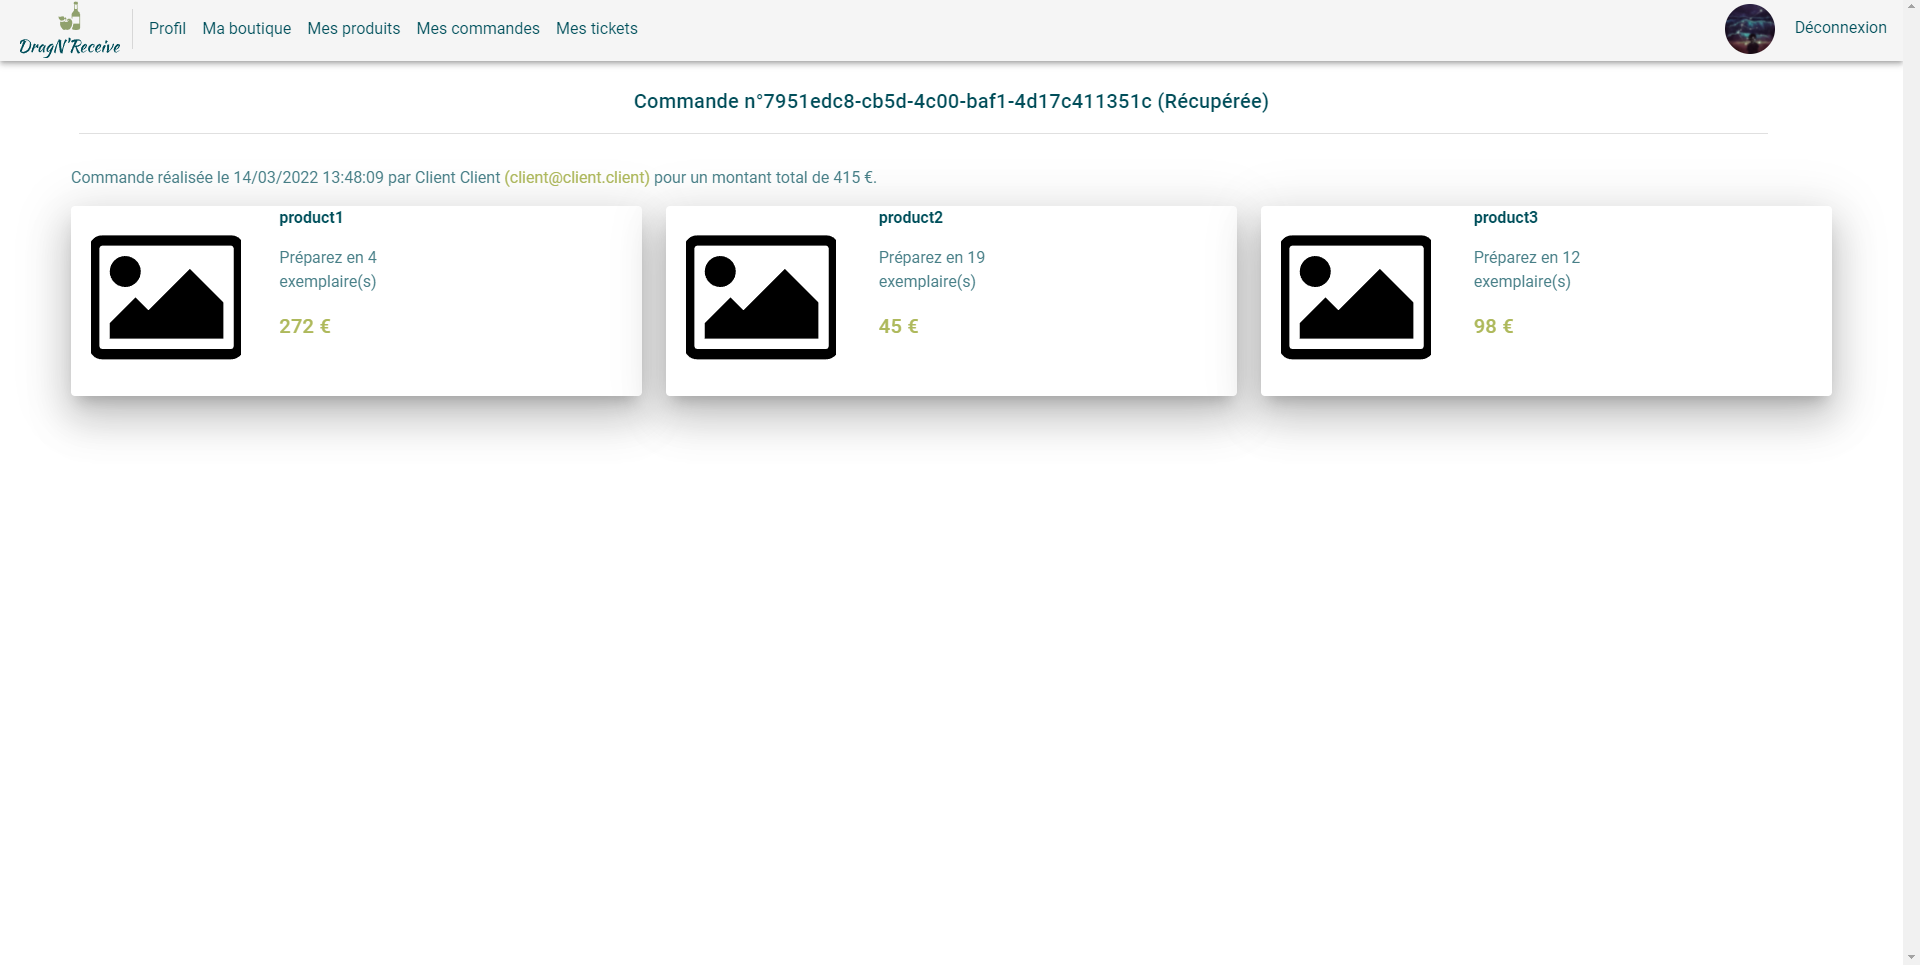 DragN'Receive
Profil
Ma boutique
Mes produits
Mes commandes
Mes tickets
Déconnexion
Commande n°7951edc8-cb5d-4c00-baf1-4d17c411351c (Récupérée)
Commande réalisée le 14/03/2022 13:48:09 par Client Client (client@client.client) pour un montant total de 415 €.
product1
Préparez en 4
exemplaire(s)
272 €
product2
Préparez en 19
exemplaire(s)
45 €
product3
Préparez en 12
exemplaire(s)
98 €